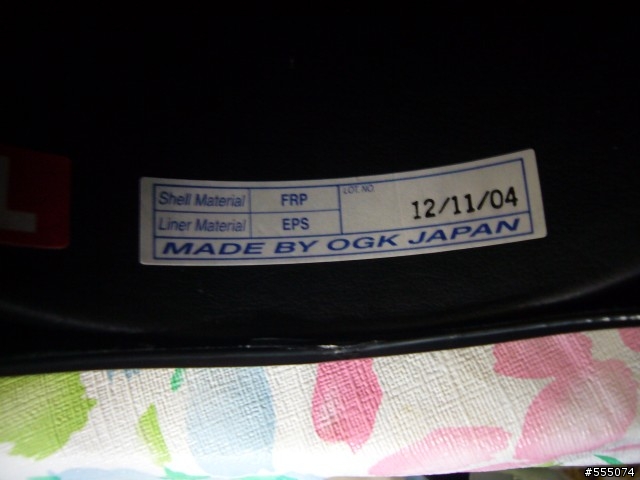 L
Shell Material FRP LOT NO. 12/11/04
Liner Material EPS
MADE BY OGK JAPAN
#555074